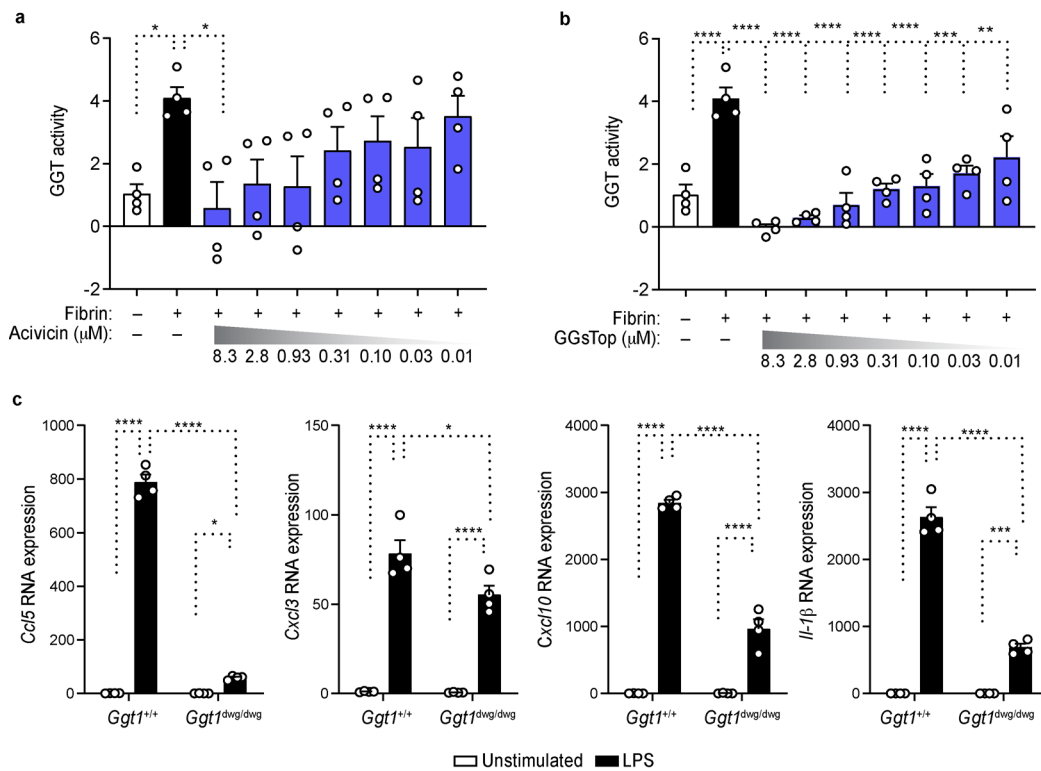 a
* *
6
4
2
0
-2
GGT activity
Fibrin: – + + + + + + + +
Acivicin (μM): – –
8.3 2.8 0.93 0.31 0.10 0.03 0.01
b
**** **** **** **** **** **** *** **
6
4
2
0
-2
GGT activity
Fibrin: – + + + + + + + +
GGsTop (μM): – –
8.3 2.8 0.93 0.31 0.10 0.03 0.01
c
**** ****
*
1000
800
600
400
200
0
Ccl5 RNA expression
Ggt1+/+ Ggt1dwg/dwg
**** *
****
150
100
50
0
Cxcl3 RNA expression
Ggt1+/+ Ggt1dwg/dwg
**** ****
****
4000
3000
2000
1000
0
Cxcl10 RNA expression
Ggt1+/+ Ggt1dwg/dwg
**** ****
***
4000
3000
2000
1000
0
Il-1β RNA expression
Ggt1+/+ Ggt1dwg/dwg
Unstimulated LPS